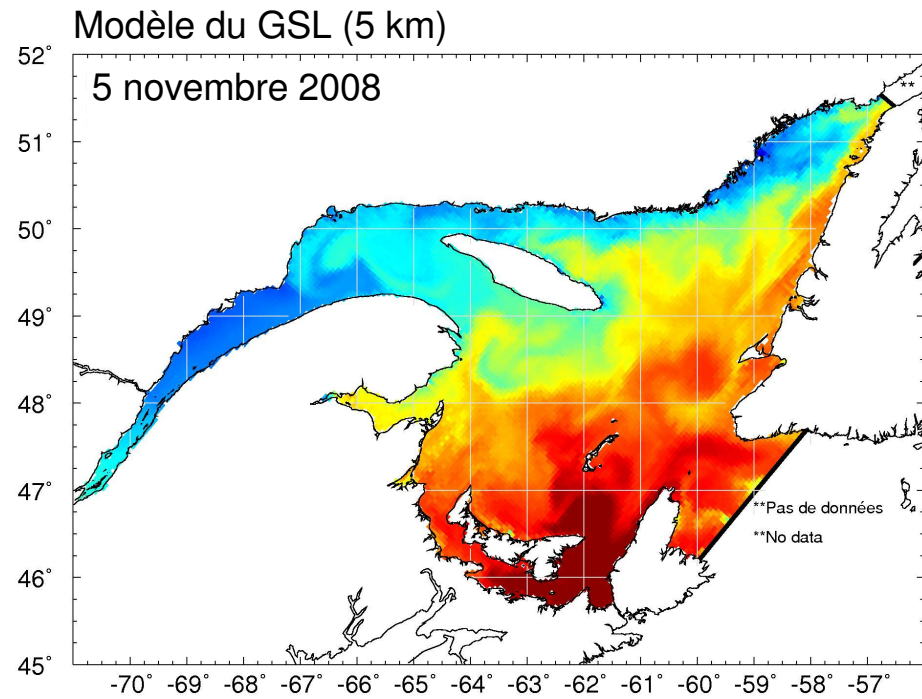 Modèle du GSL (5 km)
5 novembre 2008
52˚
51˚
50˚
49˚
48˚
47˚
46˚
45˚
**
**Pas de données
**No data
-70˚ -69˚ -68˚ -67˚ -66˚ -65˚ -64˚ -63˚ -62˚ -61˚ -60˚ -59˚ -58˚ -57˚